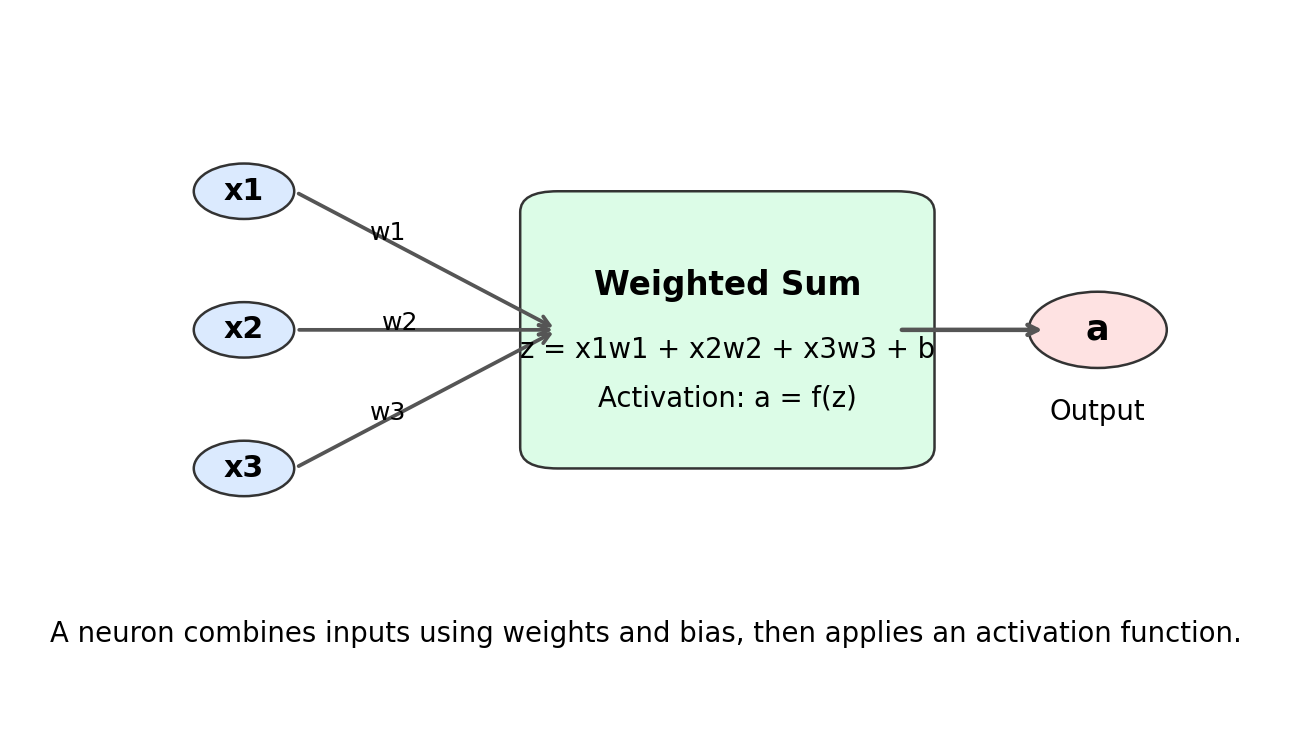 x1
w1
x2
w2
x3
w3
Weighted Sum
z = x1w1 + x2w2 + x3w3 + b
Activation: a = f(z)
a
Output
A neuron combines inputs using weights and bias, then applies an activation function.